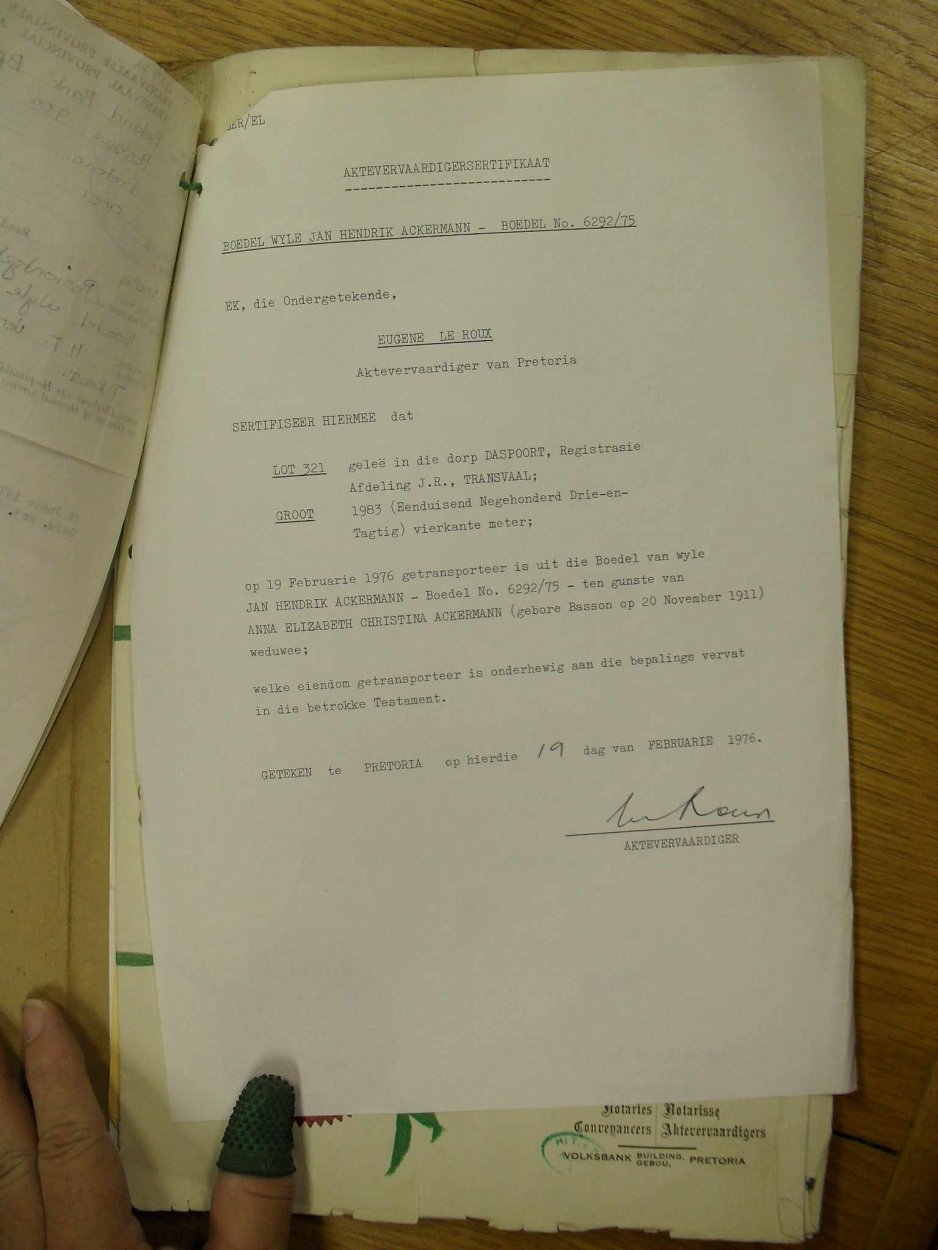 ER/EL
AKTEVERVAARDIGERSERTIFIKAAT
BOEDEL WYLE JAN HENDRIK ACKERMANN - BOEDEL No. 6292/75
EK, die Ondergetekende,
EUGENE LE ROUX
Aktevervaardiger van Pretoria
SERTIFISEER HIERMEE dat
LOT 321 geleë in die dorp DASPOORT, Registrasie
Afdeling J.R., TRANSVAAL;
GROOT 1983 (Eenduisend Negehonderd Drie-en-
Tagtig) vierkante meter;
op 19 Februarie 1976 getransporteer is uit die Boedel van wyle
JAN HENDRIK ACKERMANN - Boedel No. 6292/75 - ten gunste van
ANNA ELIZABETH CHRISTINA ACKERMANN (gebore Basson op 20 November 1911)
weduwee;
welke eiendom getransporteer is onderhewig aan die bepalings vervat
in die betrokke Testament.
GETEKEN te PRETORIA op hierdie 19 dag van FEBRUARIE 1976.
AKTEVERVAARDIGER
Notaries Notarisse
Conveyancers Aktevervaardigers
VOLKSBANK BUILDING, GEBOU, PRETORIA